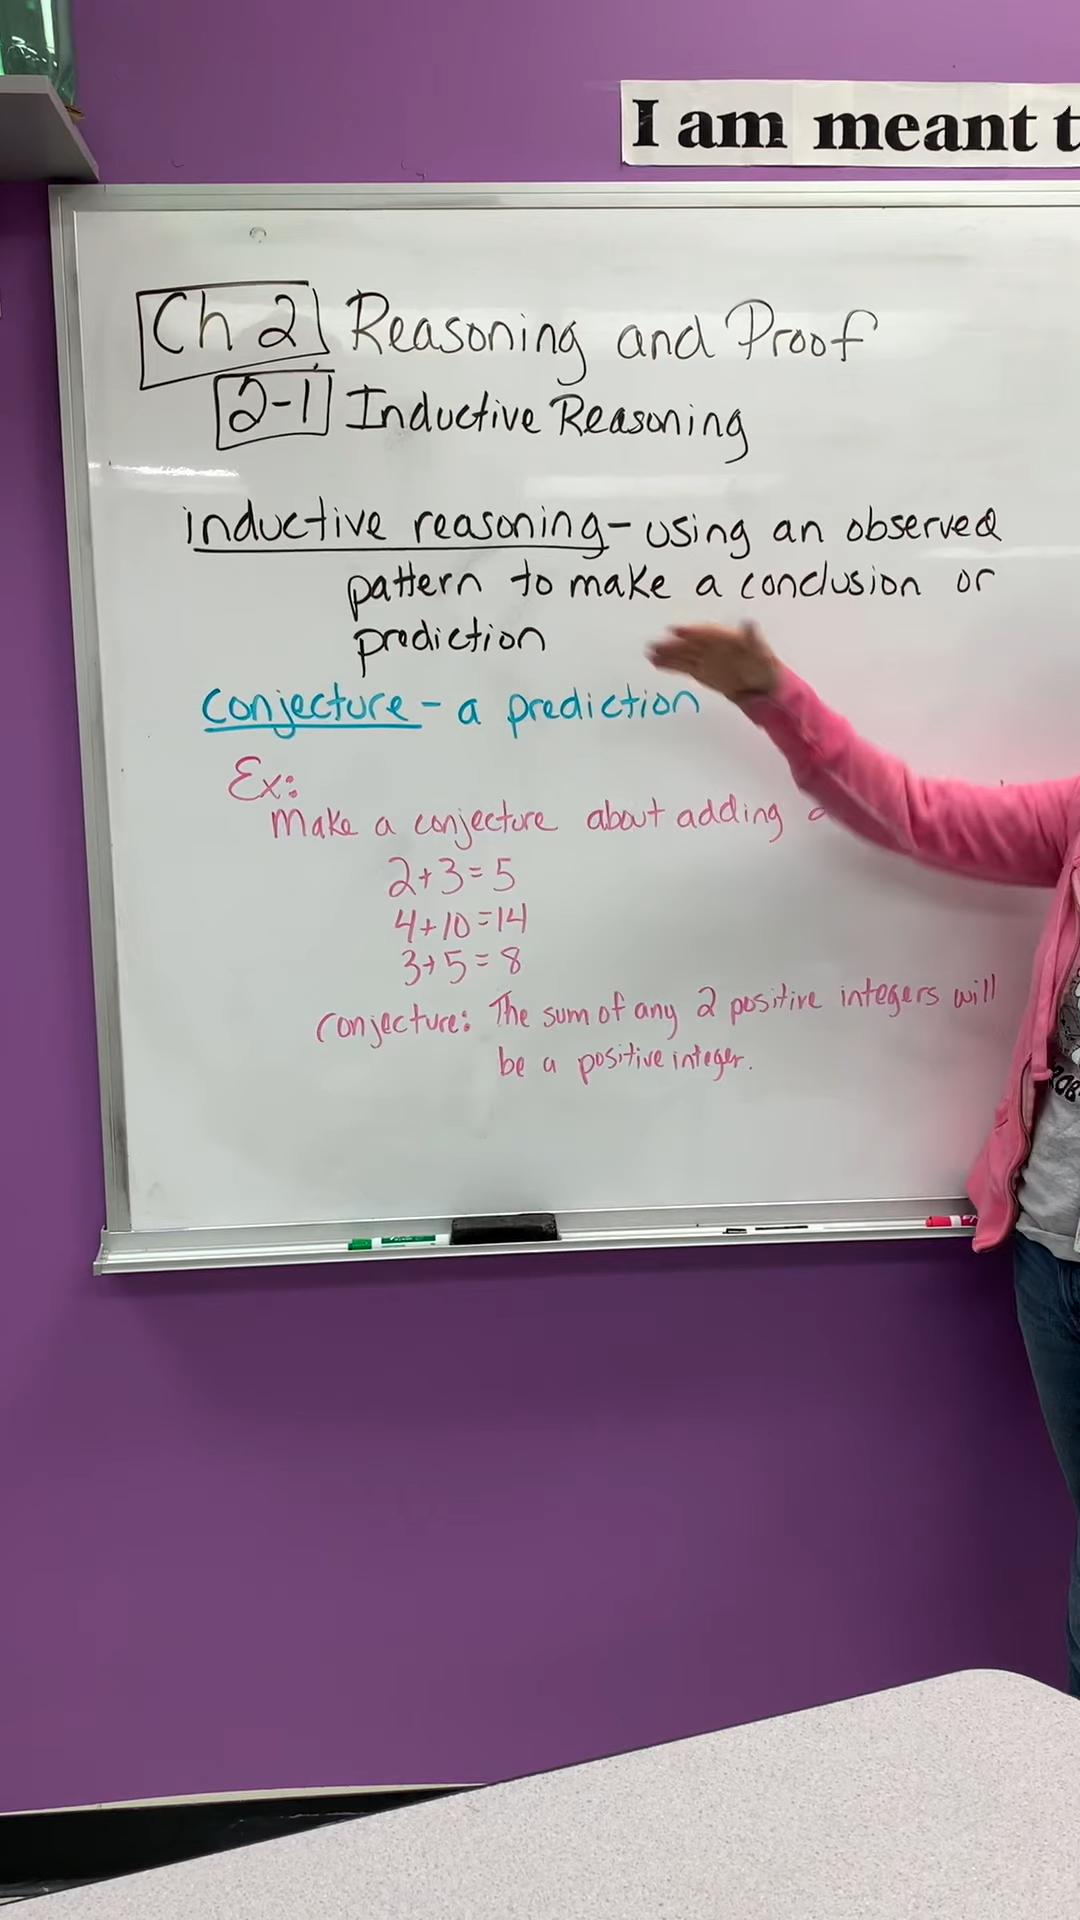 I am meant t
Ch 2 Reasoning and Proof
2-1 Inductive Reasoning
inductive reasoning - using an observed
pattern to make a conclusion or
prediction
conjecture - a prediction
Ex:
Make a conjecture about adding
2+3=5
4+10=14
3+5=8
conjecture: The sum of any 2 positive integers will
be a positive integer.